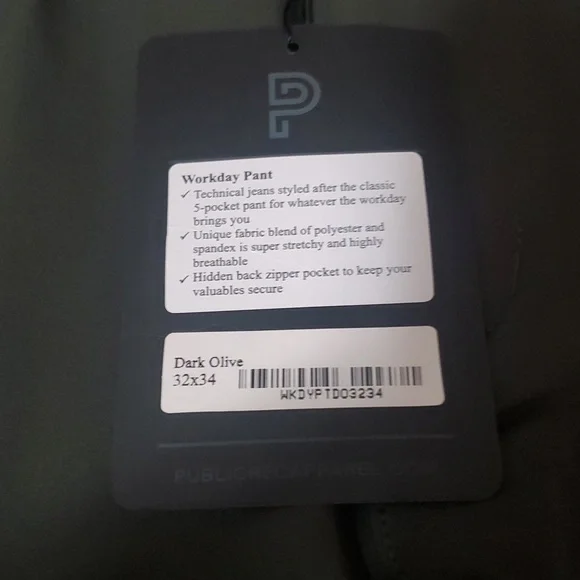 P
Workday Pant
✓ Technical jeans styled after the classic
5-pocket pant for whatever the workday
brings you
✓ Unique fabric blend of polyester and
spandex is super stretchy and highly
breathable
✓ Hidden back zipper pocket to keep your
valuables secure
Dark Olive
32x34
WKDYPTDO3234